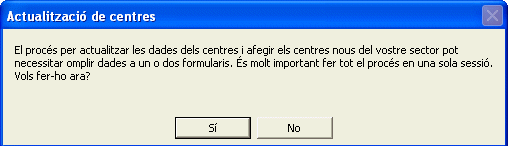 Actualització de centres
El procés per actualitzar les dades dels centres i afegir els centres nous del vostre sector pot
necessitar omplir dades a un o dos formularis. És molt important fer tot el procés en una sola sessió.
Vols fer-ho ara?
Sí
No